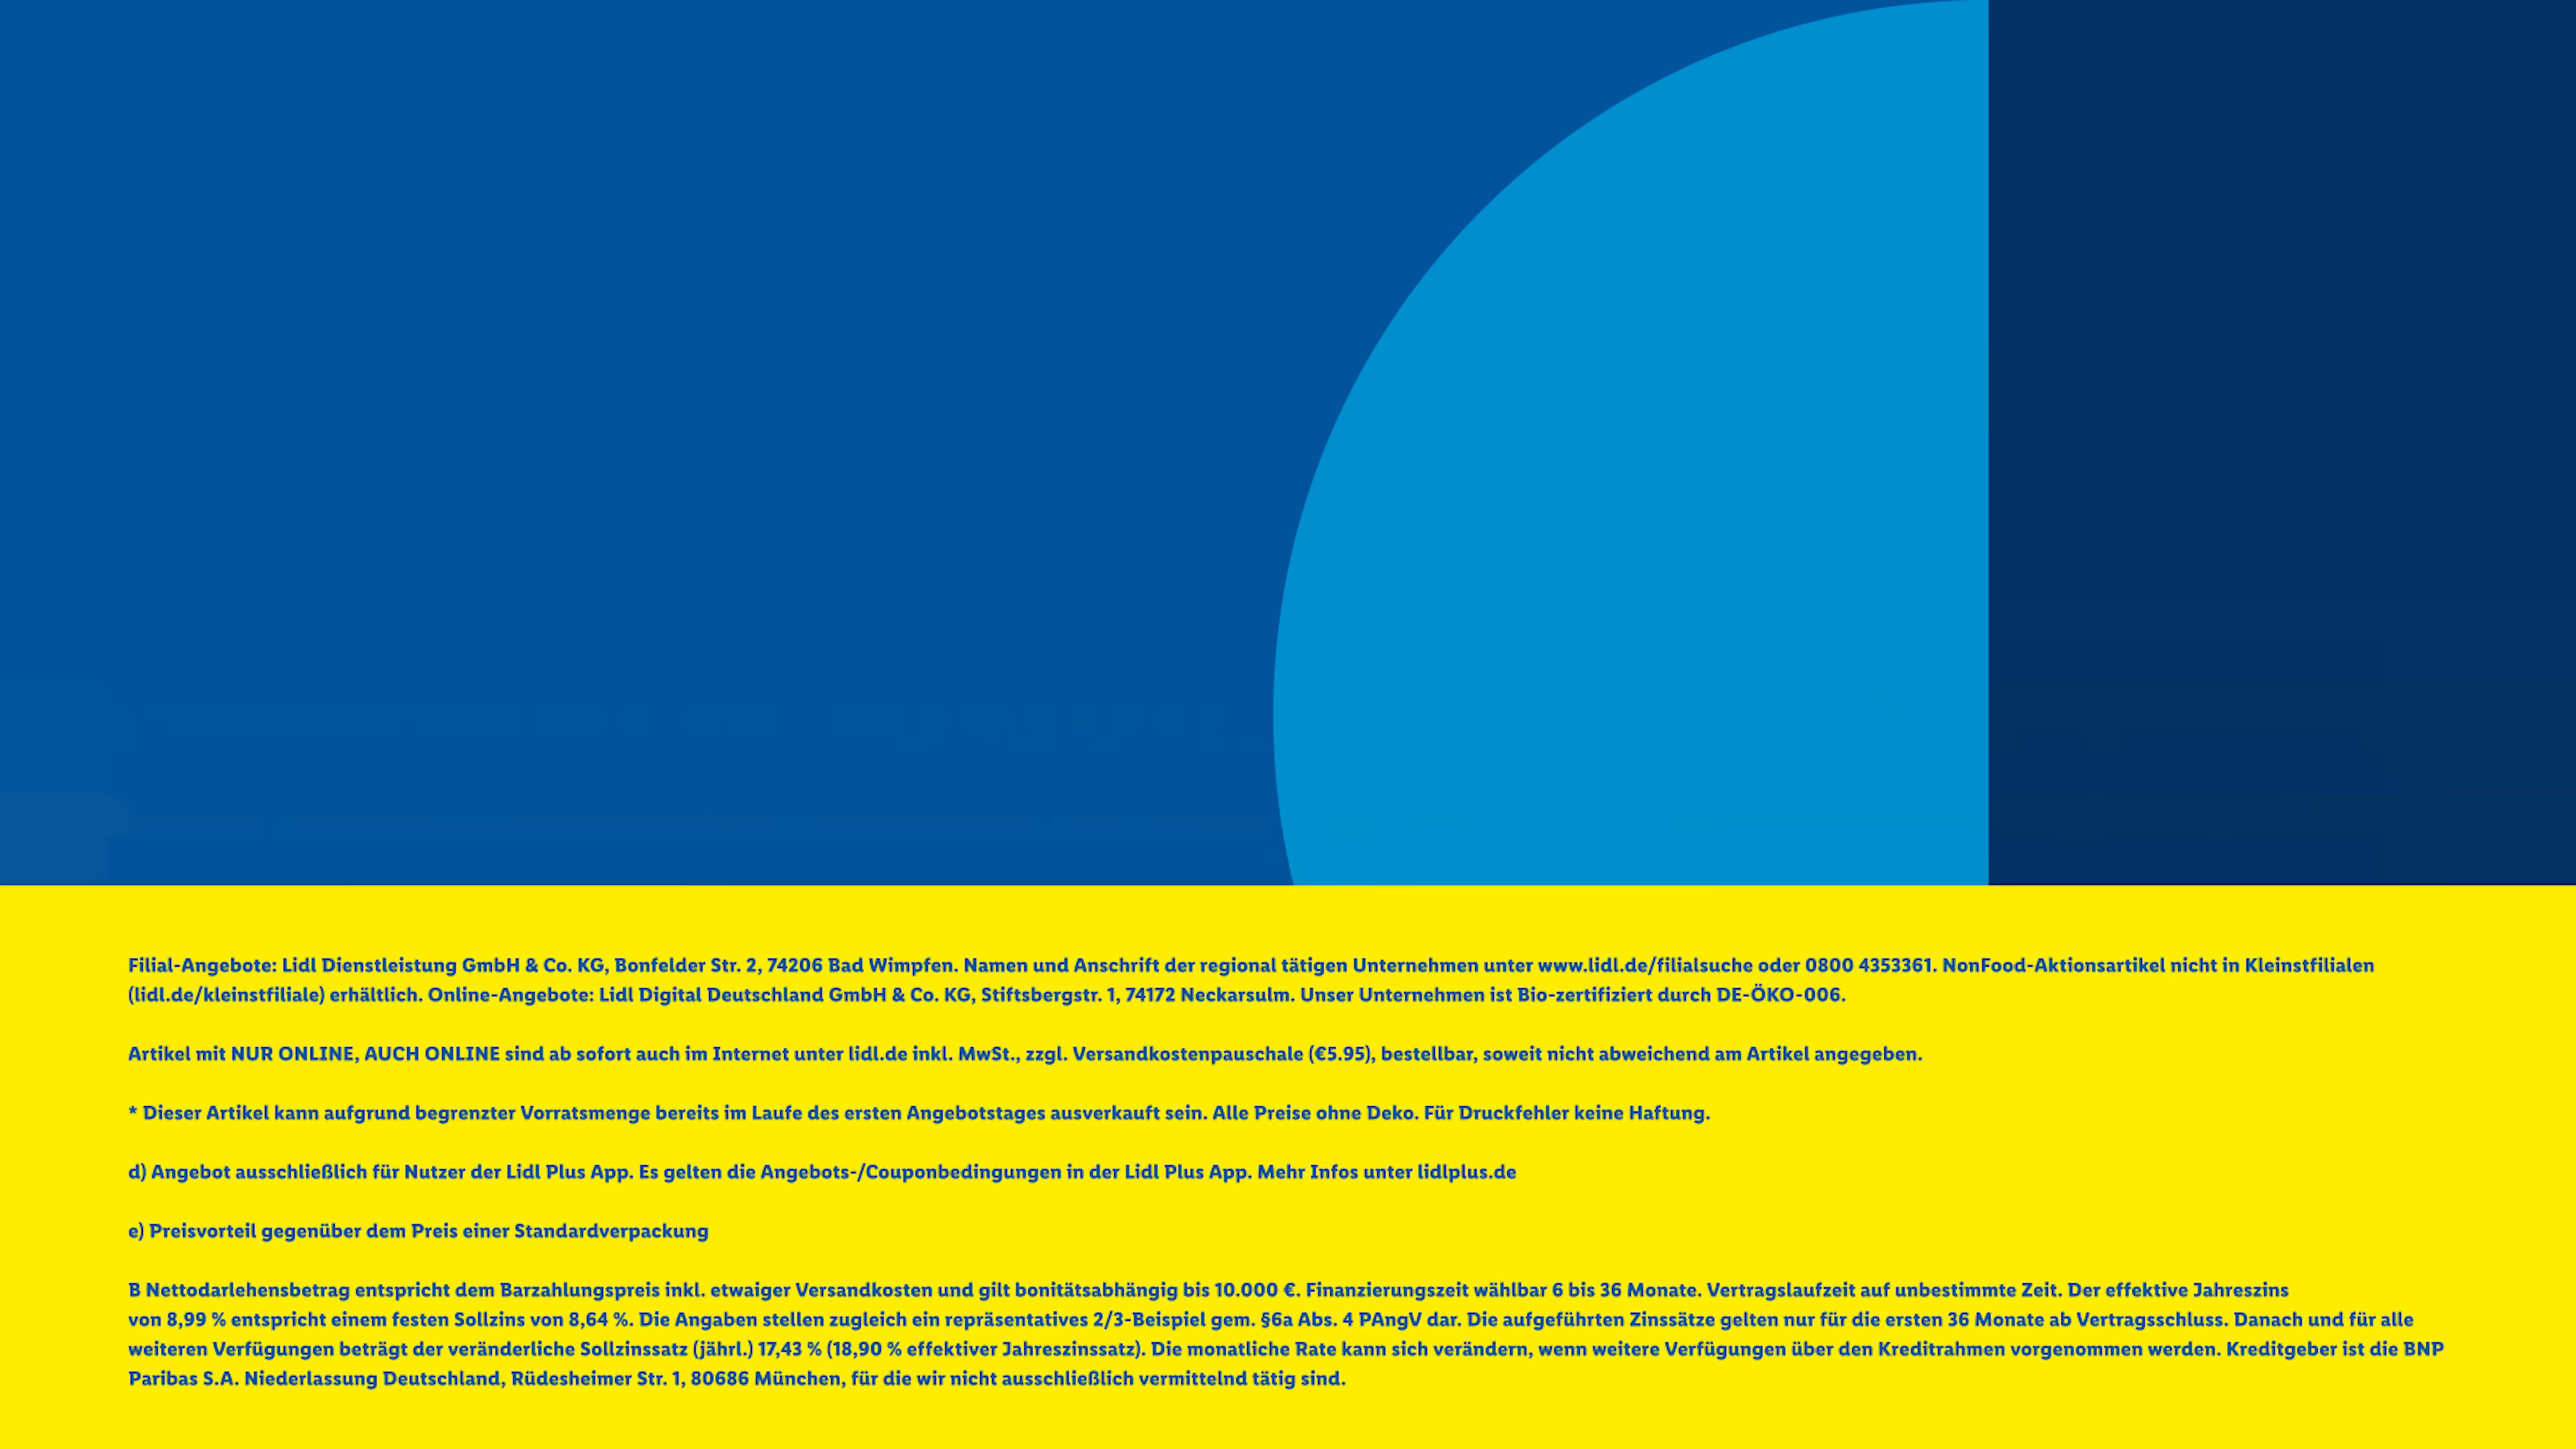 Filial-Angebote: Lidl Dienstleistung GmbH & Co. KG, Bonfelder Str. 2, 74206 Bad Wimpfen. Namen und Anschrift der regional tätigen Unternehmen unter www.lidl.de/filialsuche oder 0800 4353361. NonFood-Aktionsartikel nicht in Kleinstfilialen
(lidl.de/kleinstfiliale) erhältlich. Online-Angebote: Lidl Digital Deutschland GmbH & Co. KG, Stiftsbergstr. 1, 74172 Neckarsulm. Unser Unternehmen ist Bio-zertifiziert durch DE-ÖKO-006.
Artikel mit NUR ONLINE, AUCH ONLINE sind ab sofort auch im Internet unter lidl.de inkl. MwSt., zzgl. Versandkostenpauschale (€5.95), bestellbar, soweit nicht abweichend am Artikel angegeben.
* Dieser Artikel kann aufgrund begrenzter Vorratsmenge bereits im Laufe des ersten Angebotstages ausverkauft sein. Alle Preise ohne Deko. Für Druckfehler keine Haftung.
d) Angebot ausschließlich für Nutzer der Lidl Plus App. Es gelten die Angebots-/Couponbedingungen in der Lidl Plus App. Mehr Infos unter lidlplus.de
e) Preisvorteil gegenüber dem Preis einer Standardverpackung
B Nettodarlehensbetrag entspricht dem Barzahlungspreis inkl. etwaiger Versandkosten und gilt bonitätsabhängig bis 10.000 €. Finanzierungszeit wählbar 6 bis 36 Monate. Vertragslaufzeit auf unbestimmte Zeit. Der effektive Jahreszins
von 8,99 % entspricht einem festen Sollzins von 8,64 %. Die Angaben stellen zugleich ein repräsentatives 2/3-Beispiel gem. §6a Abs. 4 PAngV dar. Die aufgeführten Zinssätze gelten nur für die ersten 36 Monate ab Vertragsschluss. Danach und für alle
weiteren Verfügungen beträgt der veränderliche Sollzinssatz (jährl.) 17,43 % (18,90 % effektiver Jahreszinssatz). Die monatliche Rate kann sich verändern, wenn weitere Verfügungen über den Kreditrahmen vorgenommen werden. Kreditgeber ist die BNP
Paribas S.A. Niederlassung Deutschland, Rüdesheimer Str. 1, 80686 München, für die wir nicht ausschließlich vermittelnd tätig sind.